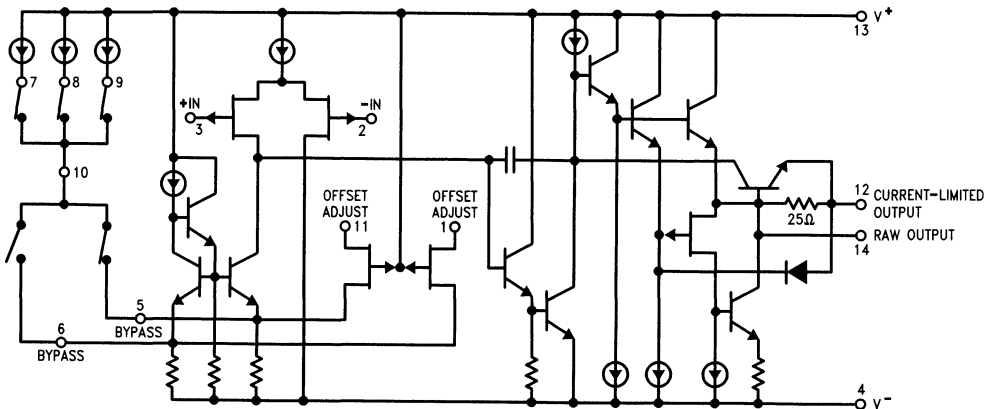 V+
13
7
8
9
+IN
3
-IN
2
10
OFFSET
ADJUST
11
OFFSET
ADJUST
1
12
CURRENT-LIMITED
OUTPUT
25Ω
RAW OUTPUT
14
5
BYPASS
6
BYPASS
4
V-